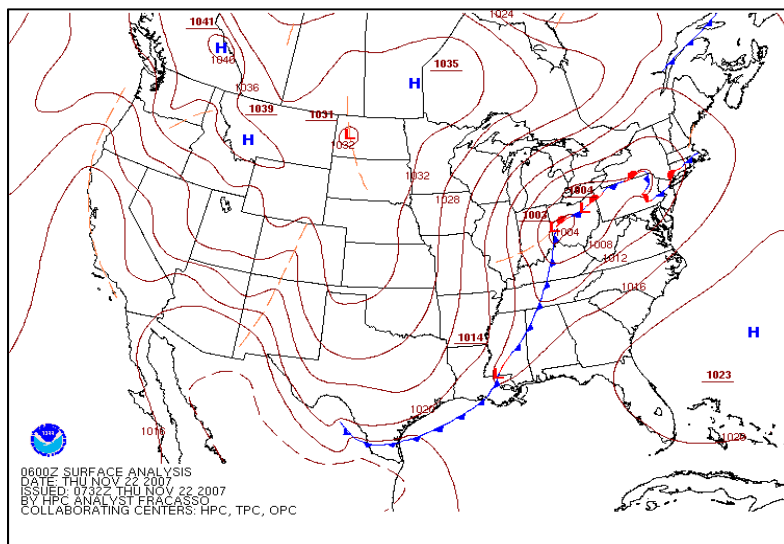 1041
1024
H
1040
1035
H
1036
1039
1031
L
1032
H
1032
1028
1004
1003
L
L
1004
1008
1012
1016
H
1014
L
1023
1020
1016
1020
0600Z SURFACE ANALYSIS
DATE: THU NOV 22 2007
ISSUED: 0732Z THU NOV 22 2007
BY HPC ANALYST FRACASSO
COLLABORATING CENTERS: HPC, TPC, OPC